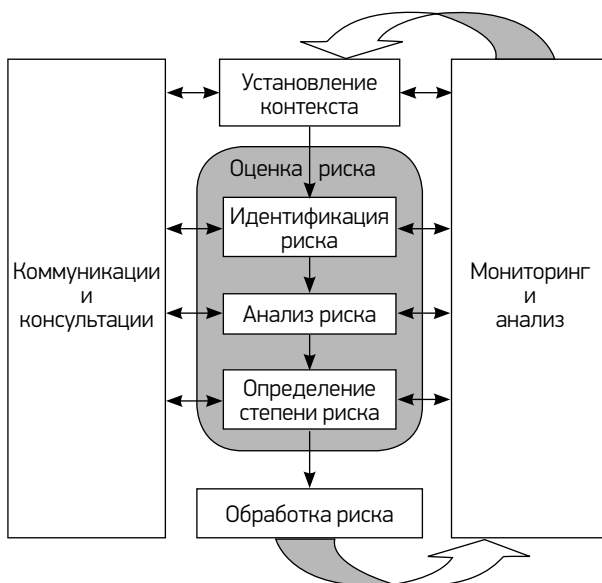 Установление
контекста
Оценка риска
Идентификация
риска
Коммуникации
и
консультации
Анализ риска
Мониторинг
и
анализ
Определение
степени риска
Обработка риска